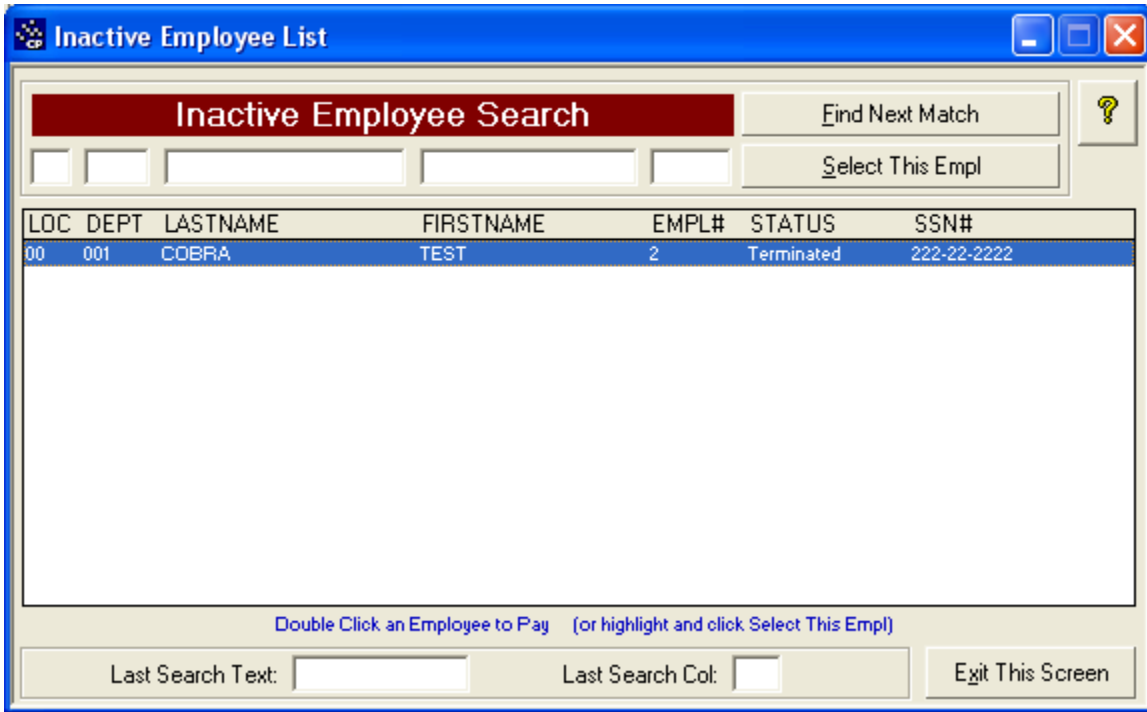 CP Inactive Employee List
Inactive Employee Search
Find Next Match
?
Select This Empl
LOC DEPT LASTNAME FIRSTNAME EMPL# STATUS SSN#
00 001 COBRA TEST 2 Terminated 222-22-2222
Double Click an Employee to Pay (or highlight and click Select This Empl)
Last Search Text: Last Search Col: Exit This Screen